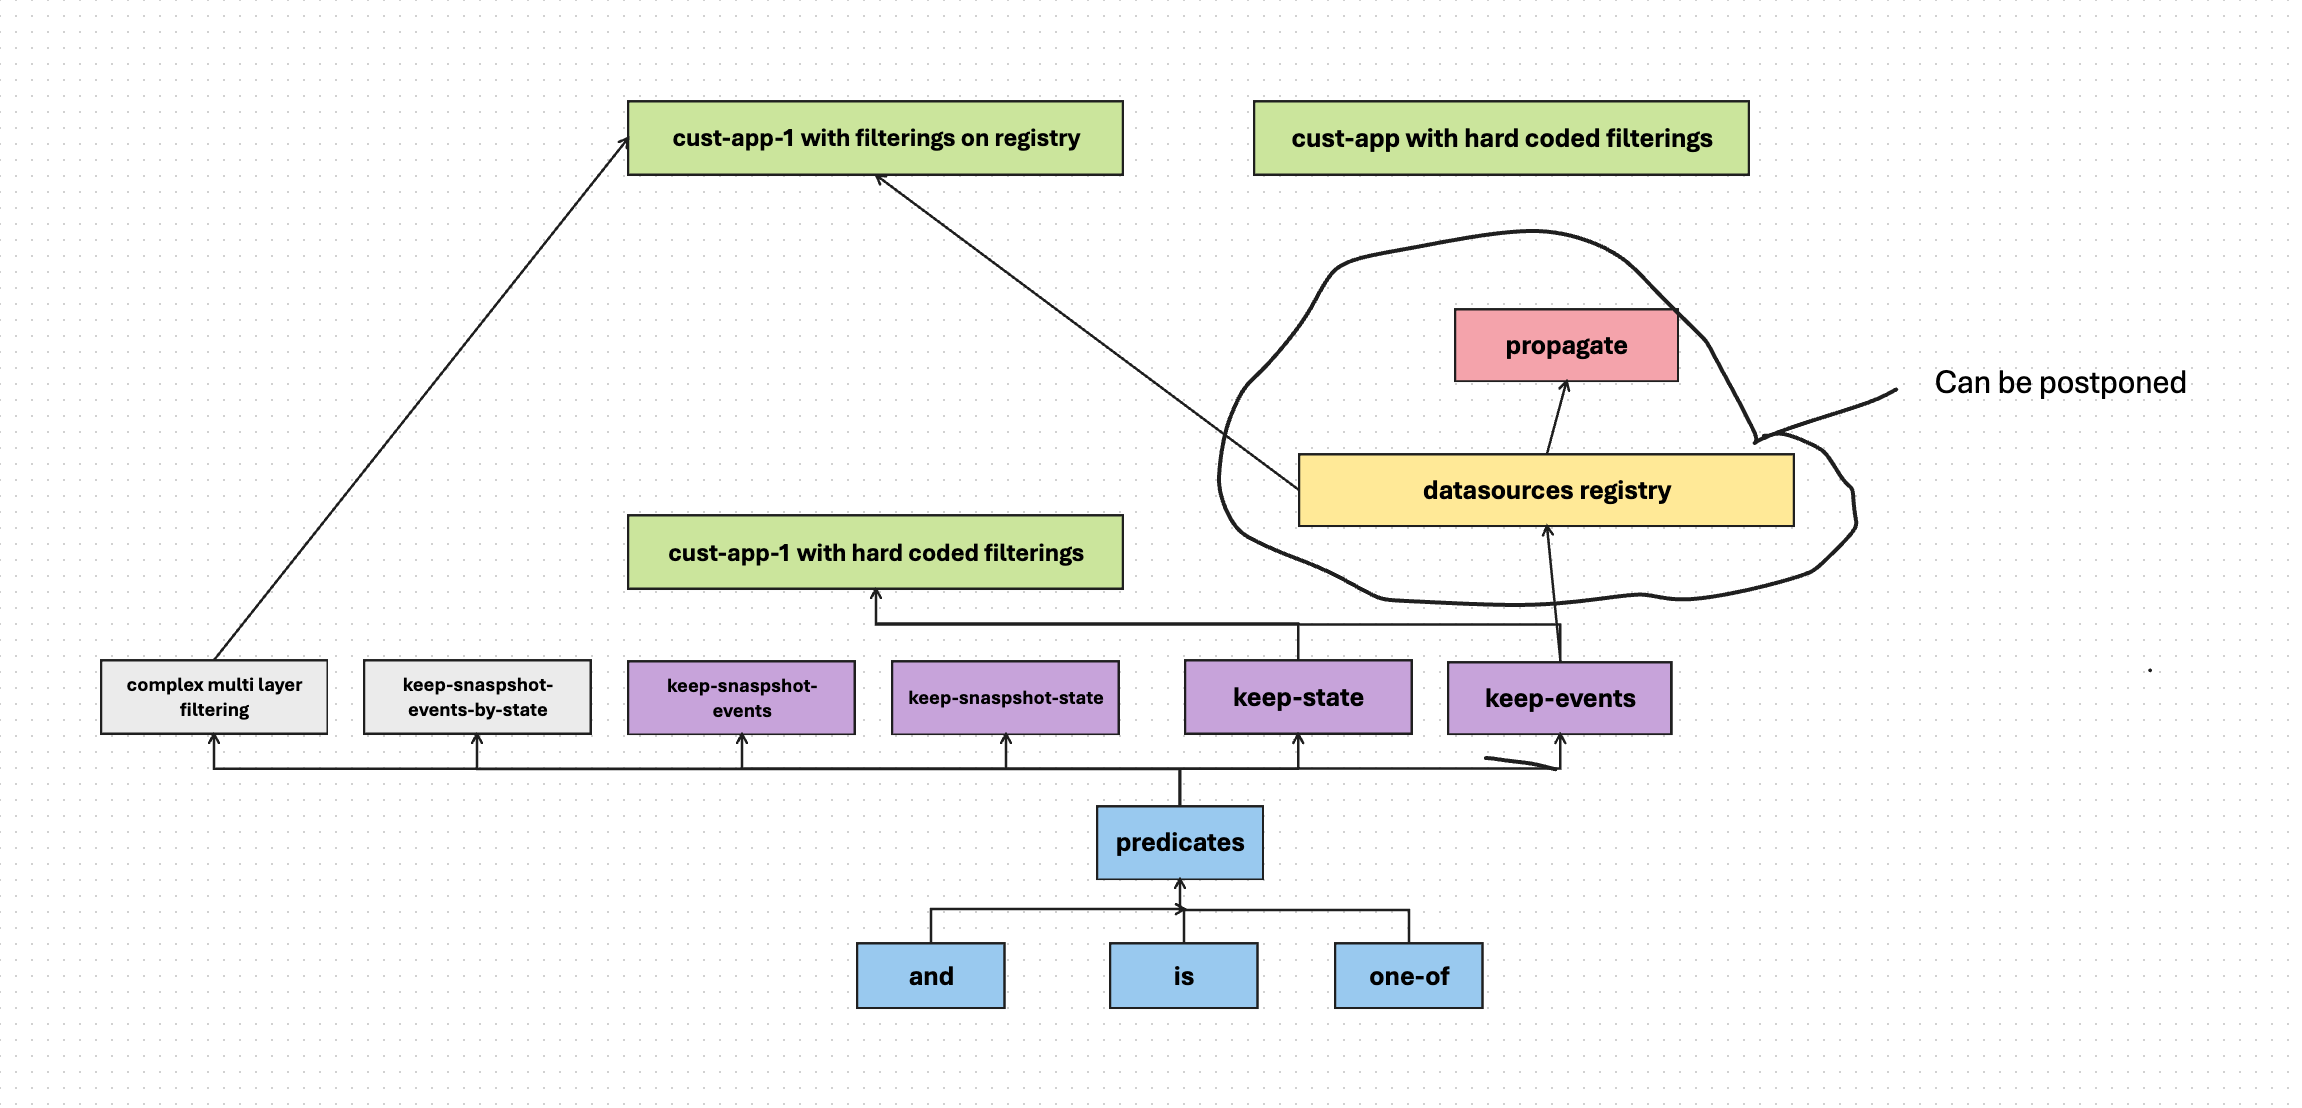 cust-app-1 with filterings on registry
cust-app with hard coded filterings
propagate
Can be postponed
datasources registry
cust-app-1 with hard coded filterings
complex multi layer
filtering
keep-snaspshot-
events-by-state
keep-snaspshot-
events
keep-snaspshot-state
keep-state
keep-events
predicates
and
is
one-of